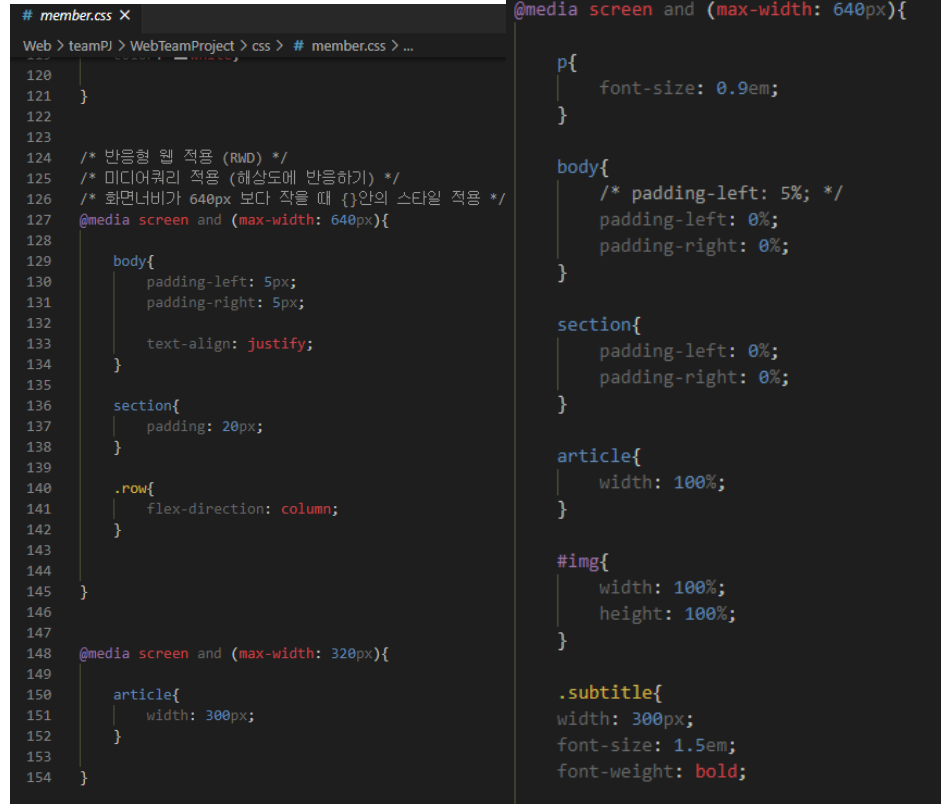 # member.css ×
Web > teamPJ > WebTeamProject > css > # member.css > ...
120
121 }
122
123
124 /* 반응형 웹 적용 (RWD) */
125 /* 미디어쿼리 적용 (해상도에 반응하기) */
126 /* 화면너비가 640px 보다 작을 때 {}안의 스타일 적용 */
127 @media screen and (max-width: 640px){
128
129 body{
130 padding-left: 5px;
131 padding-right: 5px;
132
133 text-align: justify;
134 }
135
136 section{
137 padding: 20px;
138 }
139
140 .row{
141 flex-direction: column;
142 }
143
144
145 }
146
147
148 @media screen and (max-width: 320px){
149
150 article{
151 width: 300px;
152 }
153
154 }
@media screen and (max-width: 640px){
p{
font-size: 0.9em;
}
body{
/* padding-left: 5%; */
padding-left: 0%;
padding-right: 0%;
}
section{
padding-left: 0%;
padding-right: 0%;
}
article{
width: 100%;
}
#img{
width: 100%;
height: 100%;
}
.subtitle{
width: 300px;
font-size: 1.5em;
font-weight: bold;